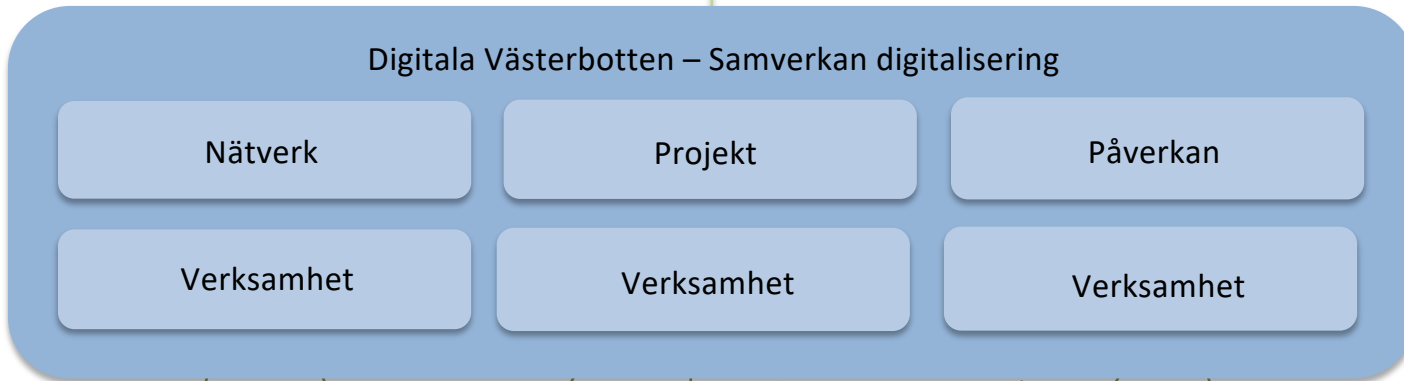 Digitala Västerbotten – Samverkan digitalisering
Nätverk
Projekt
Påverkan
Verksamhet
Verksamhet
Verksamhet